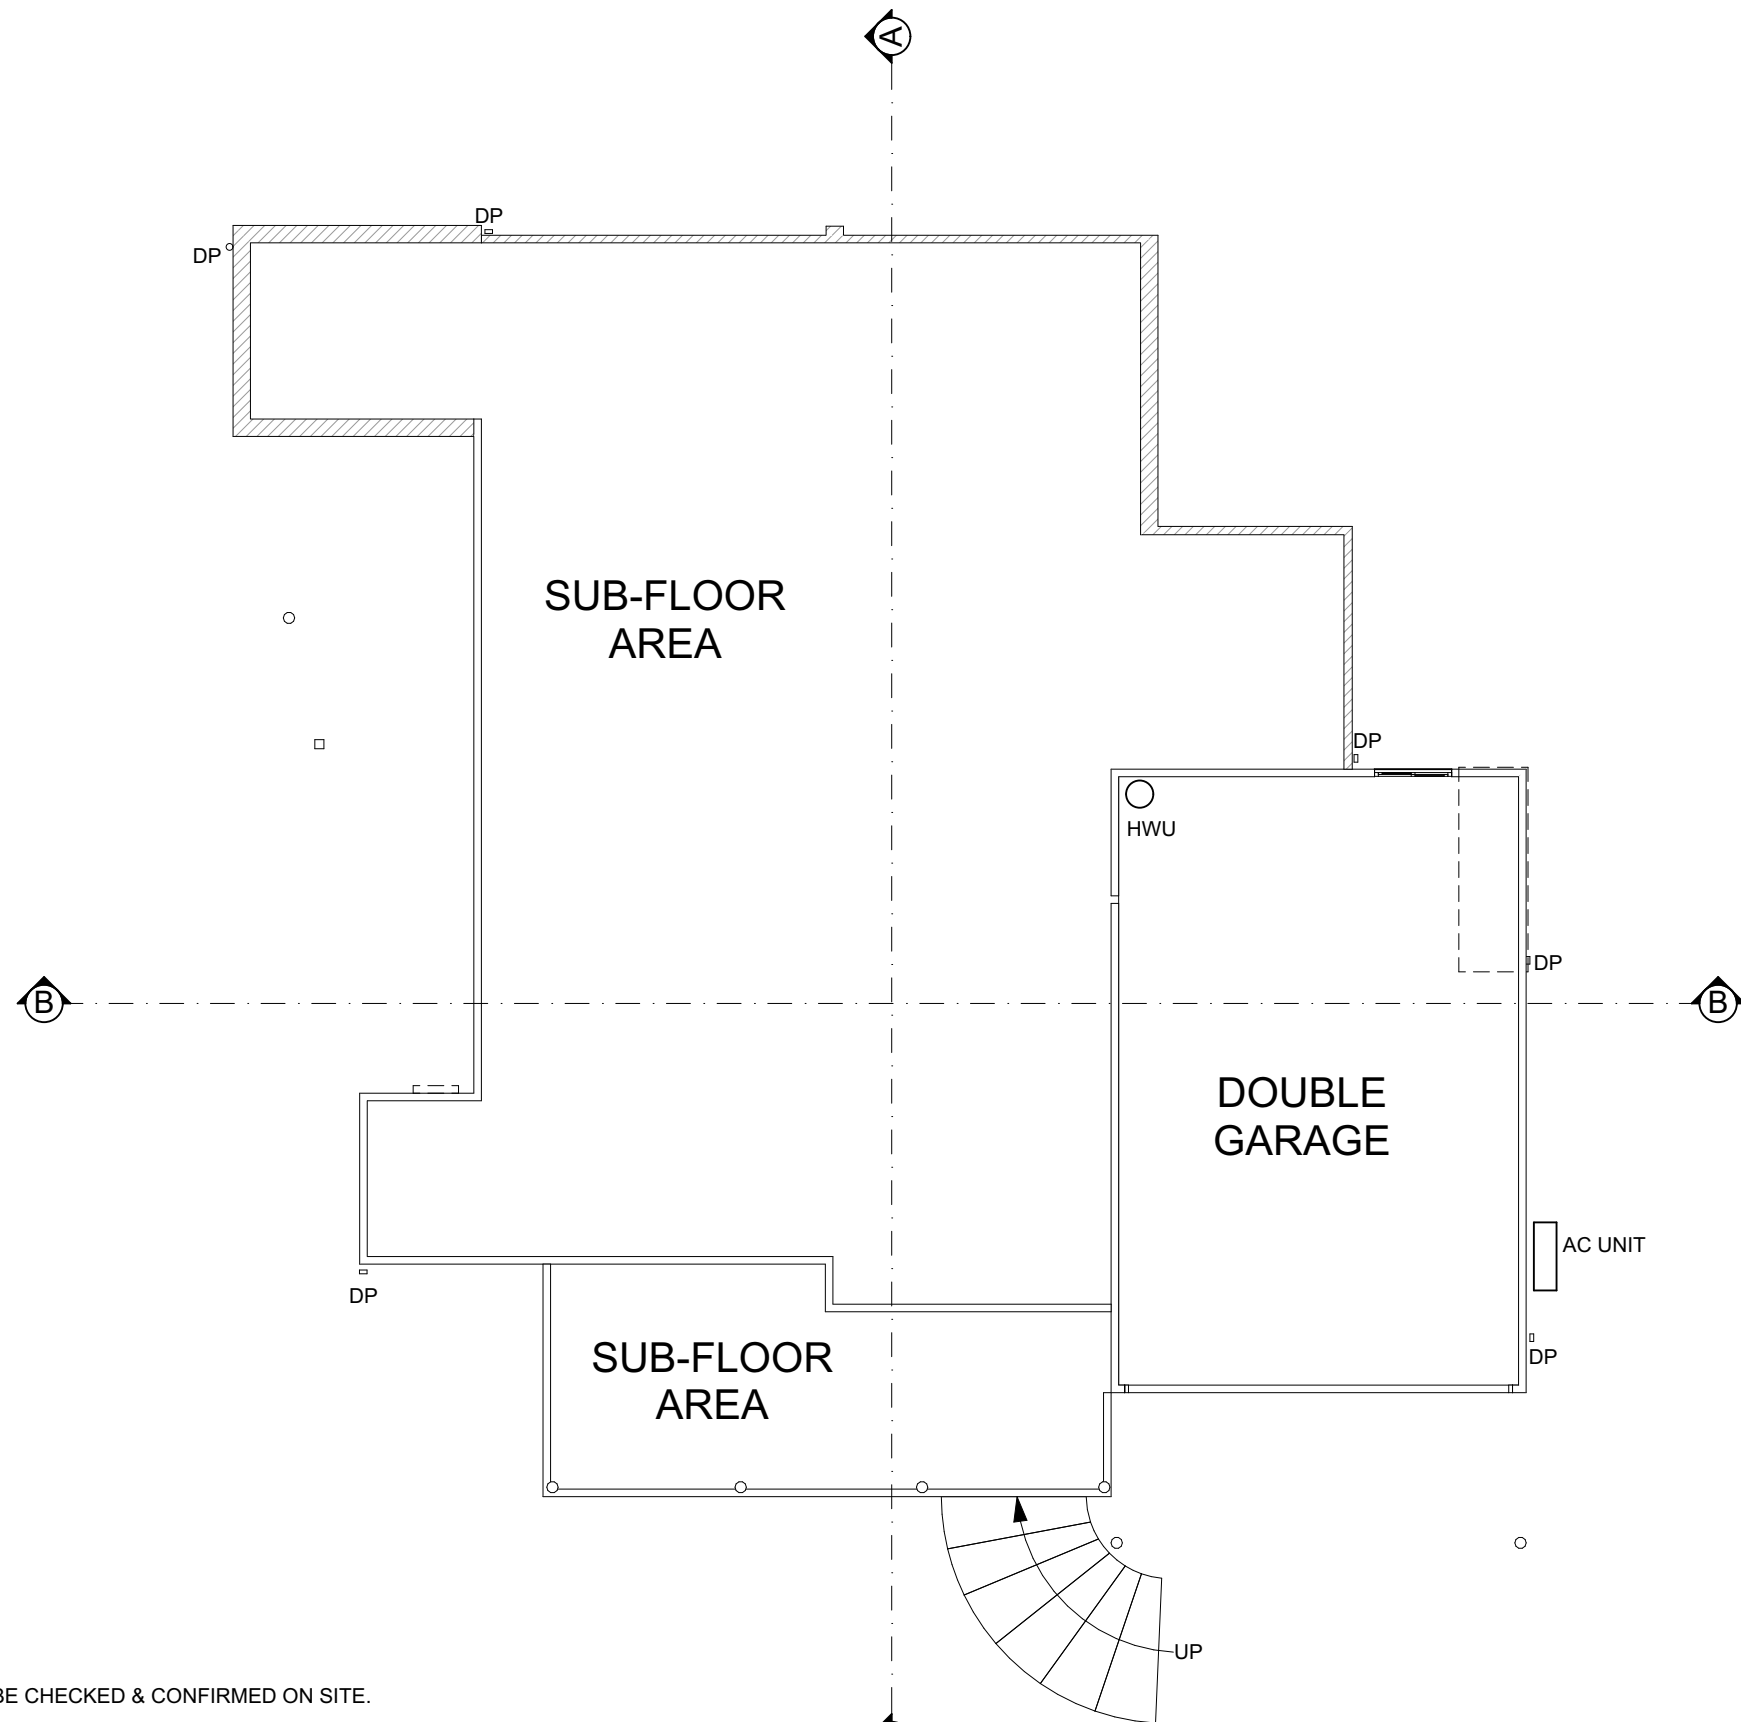 A
DP
DP
SUB-FLOOR
AREA
DP
HWU
DP
B
B
DOUBLE
GARAGE
AC UNIT
DP
SUB-FLOOR
AREA
DP
UP
BE CHECKED & CONFIRMED ON SITE.